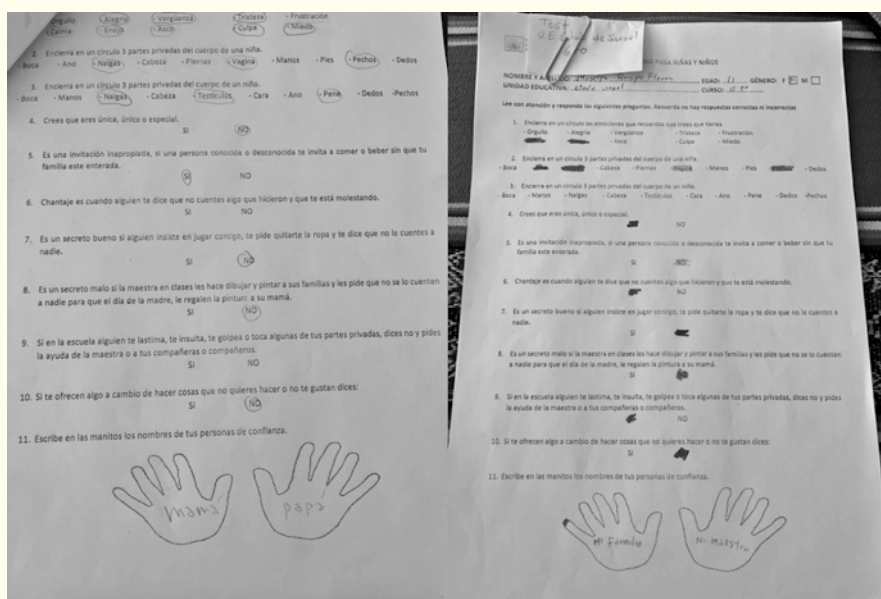 Orgullo - Alegría - Vergüenza - Tristeza - Frustración
- Calma - Enojo - Asco - Culpa - Miedo
2. Encierra en un círculo 3 partes privadas del cuerpo de una niña.
- Boca - Ano - Nalgas - Cabeza - Piernas - Vagina - Manos - Pies - Pechos - Dedos
3. Encierra en un círculo 3 partes privadas del cuerpo de un niño.
- Boca - Manos - Nalgas - Cabeza - Testículos - Cara - Ano - Pene - Dedos -Pechos
4. Crees que eres única, único o especial.
SI NO
5. Es una invitación inapropiada, si una persona conocida o desconocida te invita a comer o beber sin que tu
familia este enterada.
SI NO
6. Chantaje es cuando alguien te dice que no cuentes algo que hicieron y que te está molestando.
SI NO
7. Es un secreto bueno si alguien insiste en jugar contigo, te pide quitarte la ropa y te dice que no le cuentes a
nadie.
SI NO
8. Es un secreto malo si la maestra en clases les hace dibujar y pintar a sus familias y les pide que no se lo cuenten
a nadie para que el día de la madre, le regalen la pintura a su mamá.
SI NO
9. Si en la escuela alguien te lastima, te insulta, te golpea o toca algunas de tus partes privadas, dices no y pides
la ayuda de la maestra o a tus compañeras o compañeros.
SI NO
10. Si te ofrecen algo a cambio de hacer cosas que no quieres hacer o no te gustan dices:
SI NO
11. Escribe en las manitos los nombres de tus personas de confianza.
mamá papá
Test
U.E
PARA NIÑAS Y NIÑOS
NOMBRE Y APELLIDO: EDAD: 11 GÉNERO: F M
UNIDAD EDUCATIVA: israel CURSO: 6
Lee con atención y responde las siguientes preguntas. Recuerda no hay respuestas correctas ni incorrectas
1. Encierra en un círculo las emociones que recuerdas que crees que tienes
- Orgullo - Alegría - Vergüenza - Tristeza - Frustración
- Asco - Culpa - Miedo
2. Encierra en un círculo 3 partes privadas del cuerpo de una niña.
- Boca - Cabeza - Piernas - Vagina - Manos - Pies - Dedos
3. Encierra en un círculo 3 partes privadas del cuerpo de un niño.
- Boca - Manos - Nalgas - Cabeza - Testículos - Cara - Ano - Pene - Dedos -Pechos
4. Crees que eres única, único o especial.
NO
5. Es una invitación inapropiada, si una persona conocida o desconocida te invita a comer o beber sin que tu
familia este enterada.
SI NO
6. Chantaje es cuando alguien te dice que no cuentes algo que hicieron y que te está molestando.
NO
7. Es un secreto bueno si alguien insiste en jugar contigo, te pide quitarte la ropa y te dice que no le cuentes a
nadie.
SI
8. Es un secreto malo si la maestra en clases les hace dibujar y pintar a sus familias y les pide que no se lo cuenten
a nadie para que el día de la madre, le regalen la pintura a su mamá.
SI
9. Si en la escuela alguien te lastima, te insulta, te golpea o toca algunas de tus partes privadas, dices no y pides
la ayuda de la maestra o a tus compañeras o compañeros.
NO
10. Si te ofrecen algo a cambio de hacer cosas que no quieres hacer o no te gustan dices:
SI
11. Escribe en las manitos los nombres de tus personas de confianza.
Mi Familia Mi Maestra